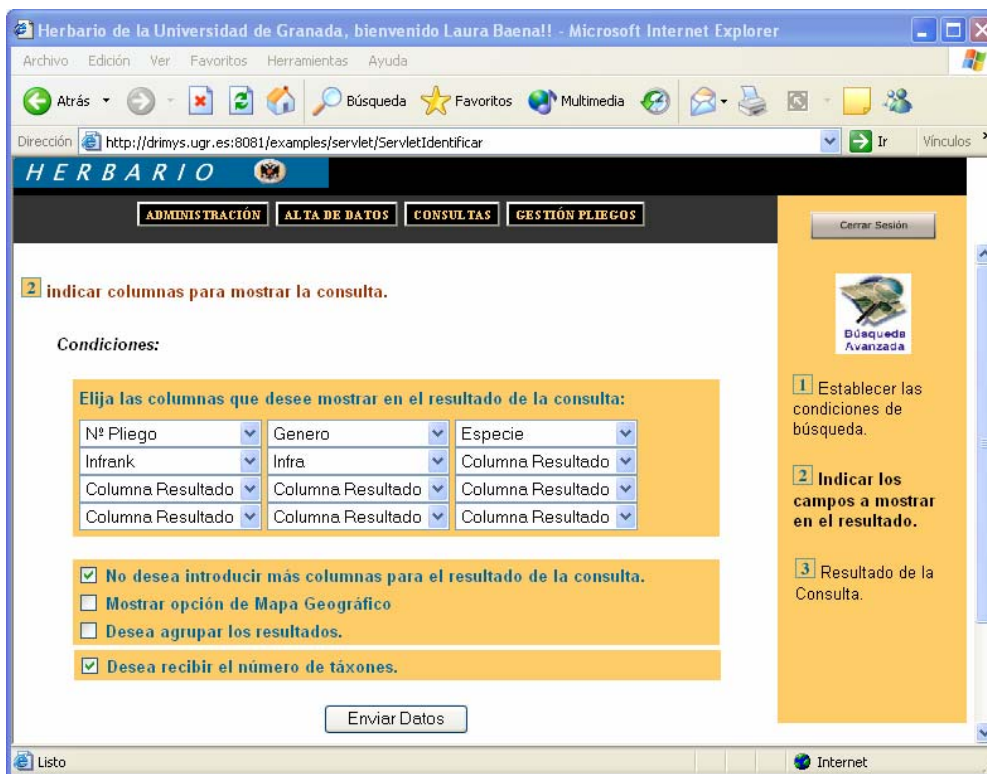 Herbario de la Universidad de Granada, bienvenido Laura Baena!! - Microsoft Internet Explorer
Archivo Edición Ver Favoritos Herramientas Ayuda
Atrás Búsqueda Favoritos Multimedia
Dirección http://drimys.ugr.es:8081/examples/servlet/ServletIdentificar Ir Vínculos
HERBARIO
ADMINISTRACIÓN ALTA DE DATOS CONSULTAS GESTIÓN PLIEGOS
Cerrar Sesión
2 indicar columnas para mostrar la consulta.
Condiciones:
Elija las columnas que desee mostrar en el resultado de la consulta:
Nº Pliego Genero Especie
Infrank Infra Columna Resultado
Columna Resultado Columna Resultado Columna Resultado
Columna Resultado Columna Resultado Columna Resultado
No desea introducir más columnas para el resultado de la consulta.
Mostrar opción de Mapa Geográfico
Desea agrupar los resultados.
Desea recibir el número de táxones.
Enviar Datos
Búsqueda
Avanzada
1 Establecer las
condiciones de
búsqueda.
2 Indicar los
campos a mostrar
en el resultado.
3 Resultado de la
Consulta.
Listo Internet